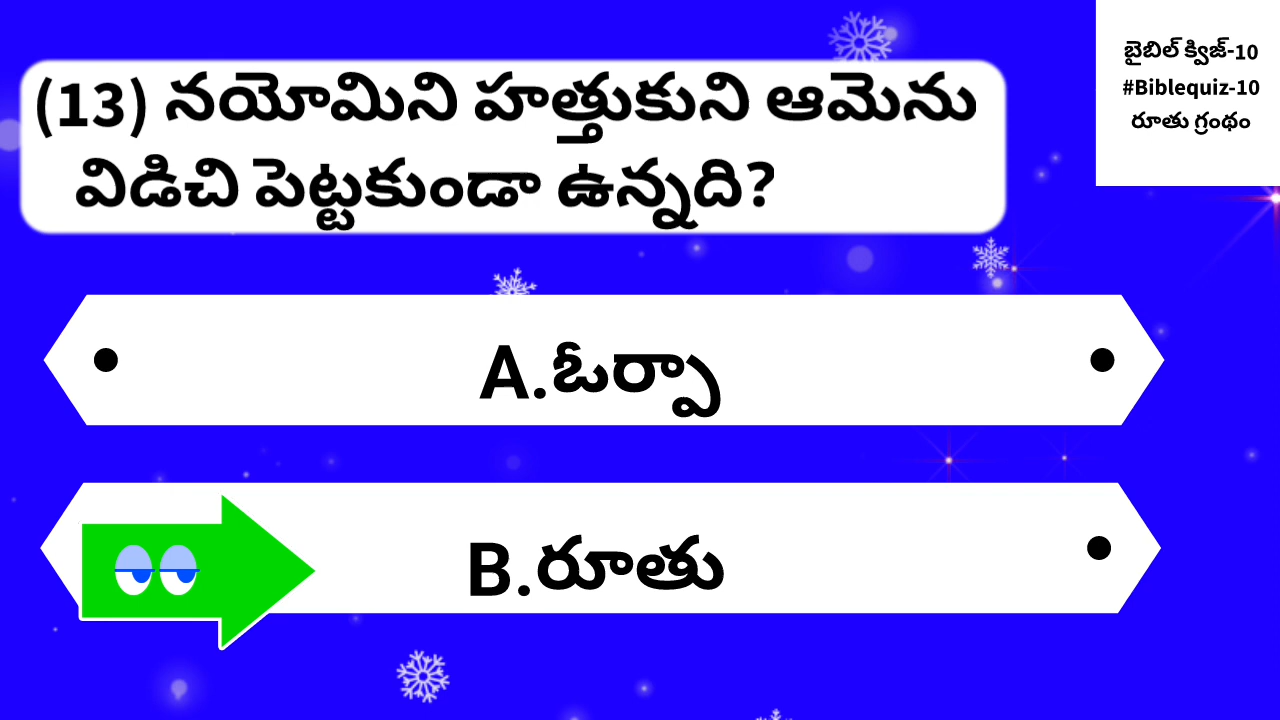 (13) నయోమిని హత్తుకుని ఆమెను
విడిచి పెట్టకుండా ఉన్నది?
బైబిల్ క్విజ్-10
#Biblequiz-10
రూతు గ్రంథం
A.ఓర్పా
B.రూతు